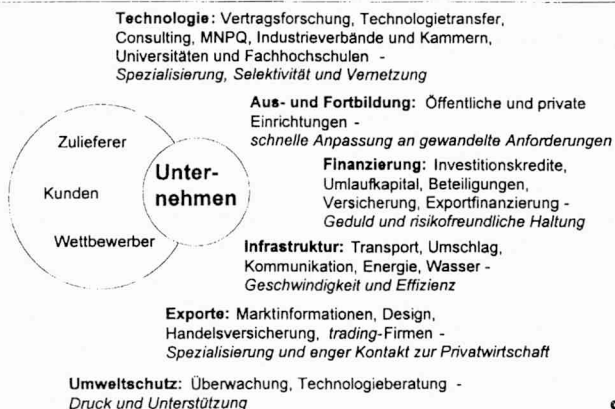 Technologie: Vertragsforschung, Technologietransfer,
Consulting, MNPQ, Industrieverbände und Kammern,
Universitäten und Fachhochschulen -
Spezialisierung, Selektivität und Vernetzung
Aus- und Fortbildung: Öffentliche und private
Einrichtungen -
schnelle Anpassung an gewandelte Anforderungen
Zulieferer
Kunden
Wettbewerber
Unter-
nehmen
Finanzierung: Investitionskredite,
Umlaufkapital, Beteiligungen,
Versicherung, Exportfinanzierung -
Geduld und risikofreundliche Haltung
Infrastruktur: Transport, Umschlag,
Kommunikation, Energie, Wasser -
Geschwindigkeit und Effizienz
Exporte: Marktinformationen, Design,
Handelsversicherung, trading-Firmen -
Spezialisierung und enger Kontakt zur Privatwirtschaft
Umweltschutz: Überwachung, Technologieberatung -
Druck und Unterstützung